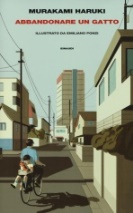 MURAKAMI HARUKI
ABBANDONARE UN GATTO
ILLUSTRATO DA EMILIANO PONZI
EINAUDI